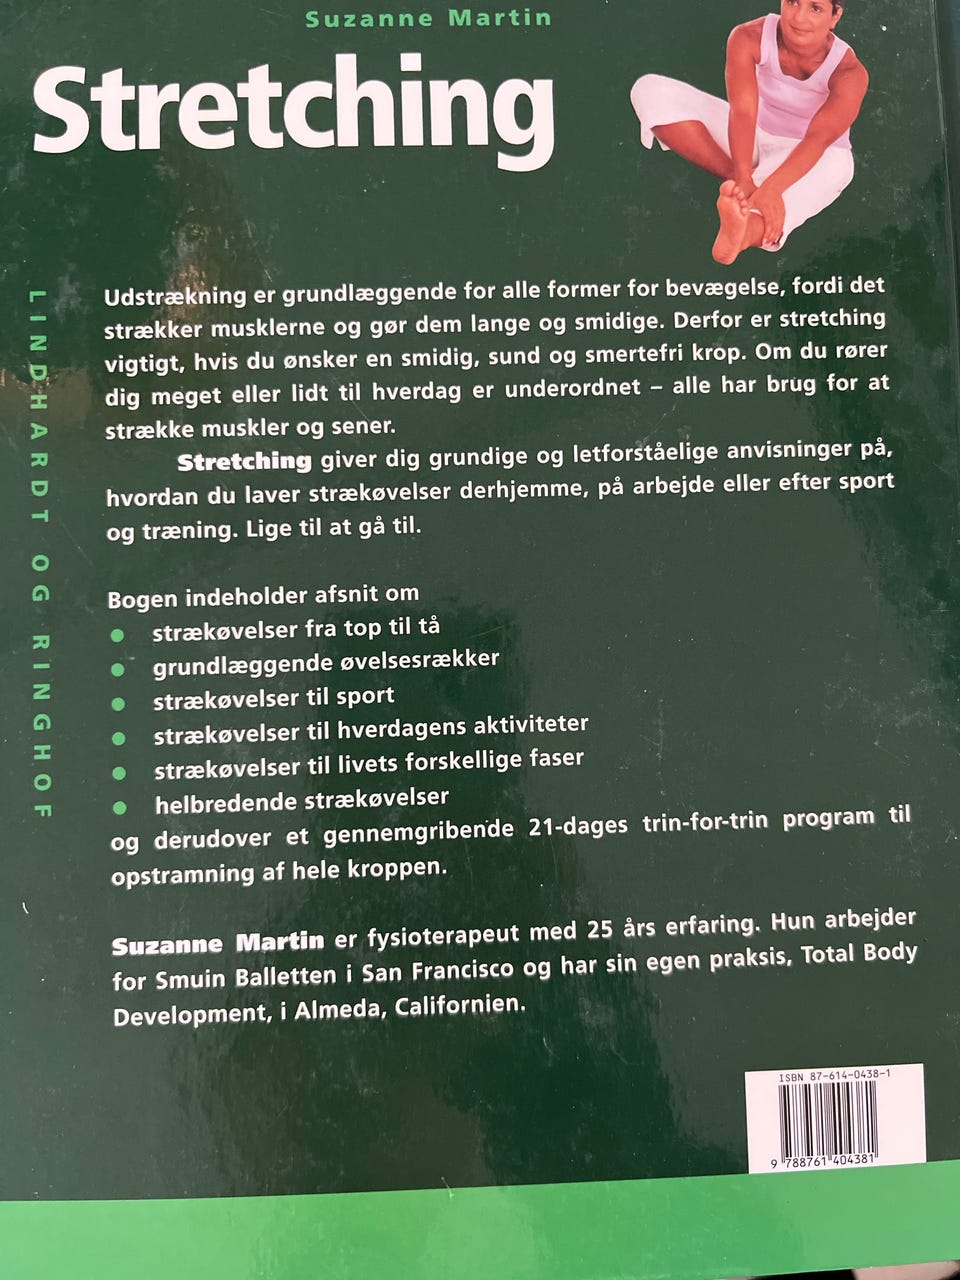 Suzanne Martin
Stretching
LINDHARDT OG RINGHOF
Udstrækning er grundlæggende for alle former for bevægelse, fordi det
strækker musklerne og gør dem lange og smidige. Derfor er stretching
vigtigt, hvis du ønsker en smidig, sund og smertefri krop. Om du rører
dig meget eller lidt til hverdag er underordnet – alle har brug for at
strække muskler og sener.
Stretching giver dig grundige og letforståelige anvisninger på,
hvordan du laver strækøvelser derhjemme, på arbejde eller efter sport
og træning. Lige til at gå til.
Bogen indeholder afsnit om
● strækøvelser fra top til tå
● grundlæggende øvelsesrækker
● strækøvelser til sport
● strækøvelser til hverdagens aktiviteter
● strækøvelser til livets forskellige faser
● helbredende strækøvelser
og derudover et gennemgribende 21-dages trin-for-trin program til
opstramning af hele kroppen.
Suzanne Martin er fysioterapeut med 25 års erfaring. Hun arbejder
for Smuin Balletten i San Francisco og har sin egen praksis, Total Body
Development, i Almeda, Californien.
ISBN 87-614-0438-1
9 788761 404381